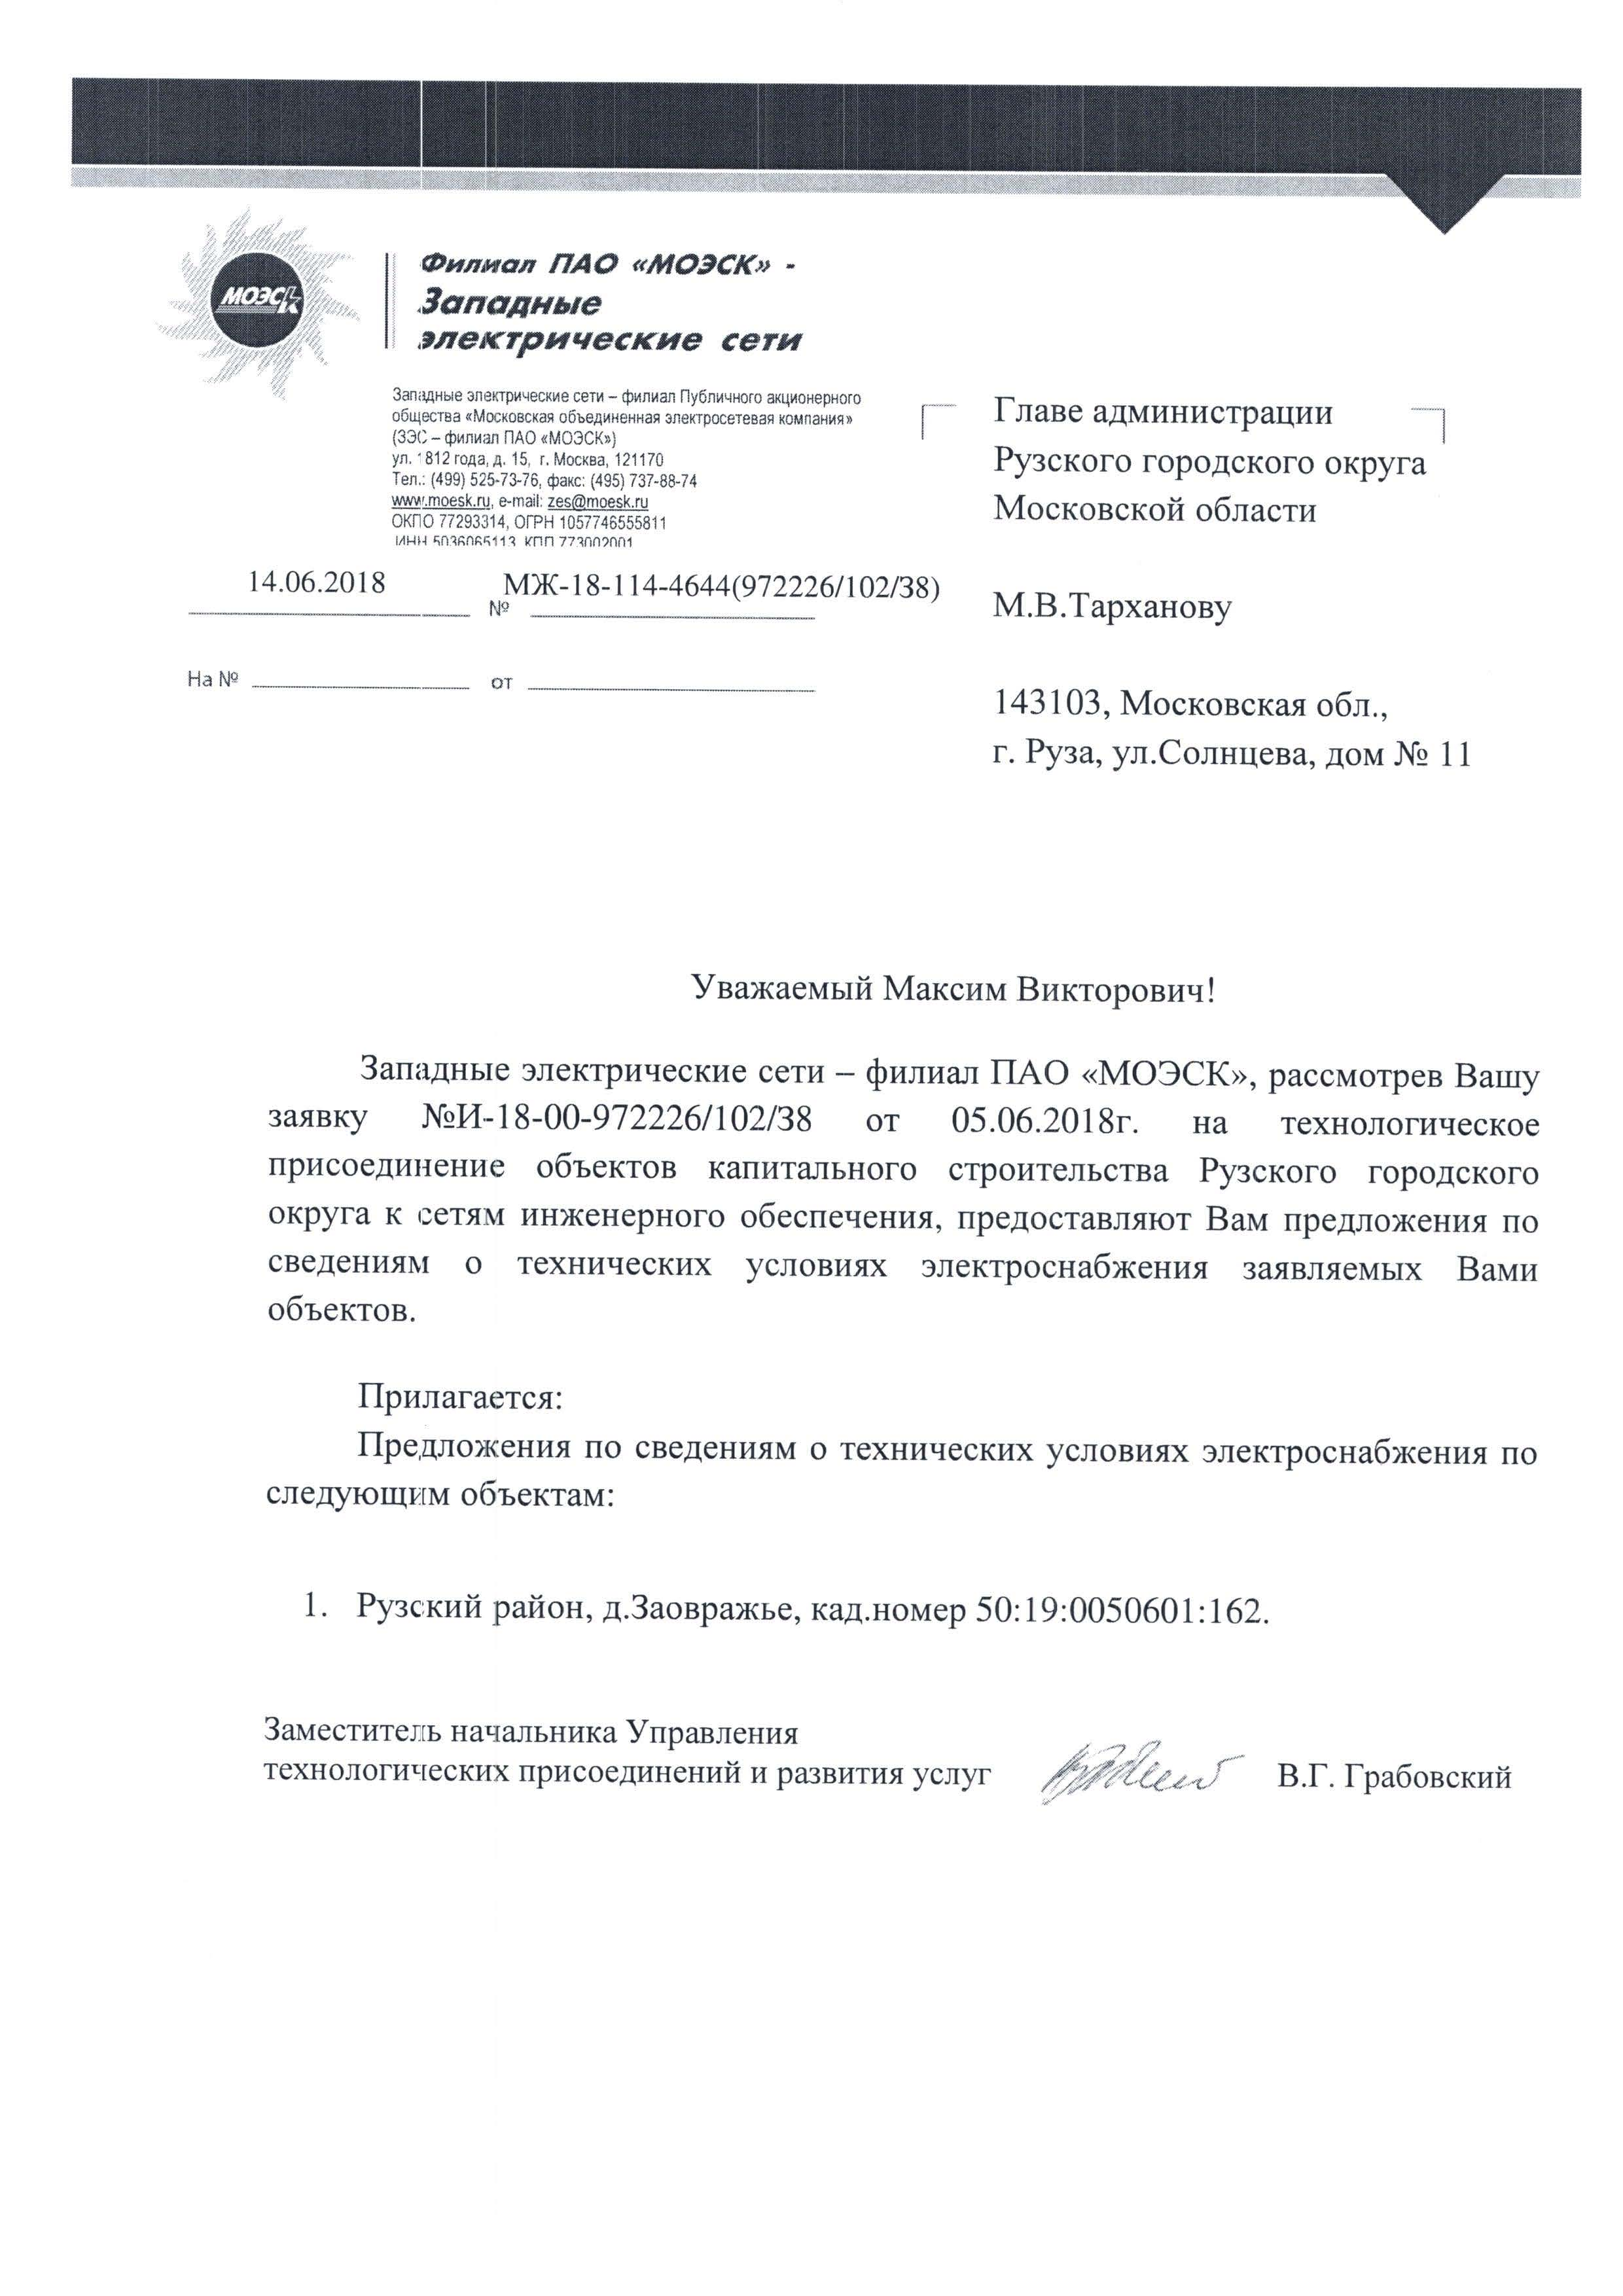 МОЭСК
Филиал ПАО «МОЭСК» -
Западные
электрические сети
Западные электрические сети – филиал Публичного акционерного
общества «Московская объединенная электросетевая компания»
(ЗЭС – филиал ПАО «МОЭСК»)
ул. 1812 года, д. 15, г. Москва, 121170
Тел.: (499) 525-73-76, факс: (495) 737-88-74
www.moesk.ru, e-mail: zes@moesk.ru
ОКПО 77293314, ОГРН 1057746555811
ИНН 5036065113, КПП 773002001
14.06.2018 № МЖ-18-114-4644(972226/102/З8)
На № от
Главе администрации
Рузского городского округа
Московской области
М.В.Тарханову
143103, Московская обл.,
г. Руза, ул.Солнцева, дом № 11
Уважаемый Максим Викторович!
Западные электрические сети – филиал ПАО «МОЭСК», рассмотрев Вашу
заявку №И-18-00-972226/102/З8 от 05.06.2018г. на технологическое
присоединение объектов капитального строительства Рузского городского
округа к сетям инженерного обеспечения, предоставляют Вам предложения по
сведениям о технических условиях электроснабжения заявляемых Вами
объектов.
Прилагается:
Предложения по сведениям о технических условиях электроснабжения по
следующим объектам:
1. Рузский район, д.Заовражье, кад.номер 50:19:0050601:162.
Заместитель начальника Управления
технологических присоединений и развития услуг В.Г. Грабовский